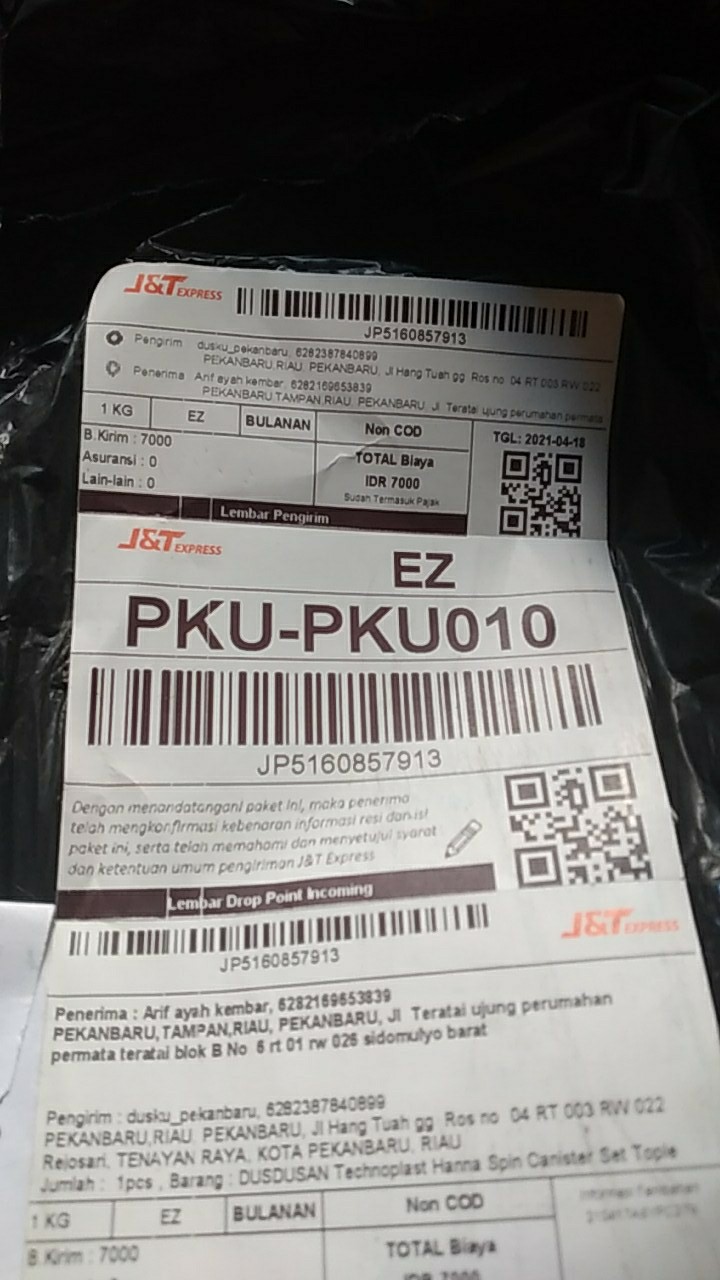 J&T EXPRESS
JP5160857913
Pengirim dusku_pekanbaru, 6282387840899
PEKANBARU,RIAU, PEKANBARU, Jl Hang Tuah gg Ros no 04 RT 003 RW 022
Penerima Arif ayah kembar, 6282169653839
PEKANBARU,TAMPAN,RIAU, PEKANBARU, Jl Teratai ujung perumahan permata
1 KG EZ BULANAN Non COD TGL: 2021-04-18
B.Kirim : 7000
Asuransi : 0
Lain-lain : 0
TOTAL Biaya
IDR 7000
Sudah Termasuk Pajak
Lembar Pengirim
J&T EXPRESS
EZ
PKU-PKU010
JP5160857913
Dengan menandatangani paket ini, maka penerima
telah mengkonfirmasi kebenaran informasi resi dan isi
paket ini, serta telah memahami dan menyetujui syarat
dan ketentuan umum pengiriman J&T Express
Lembar Drop Point Incoming
J&T EXPRESS
JP5160857913
Penerima : Arif ayah kembar, 6282169653839
PEKANBARU,TAMPAN,RIAU, PEKANBARU, Jl Teratai ujung perumahan
permata teratai blok B No 6 rt 01 rw 026 sidomulyo barat
Pengirim : dusku_pekanbaru, 6282387840899
PEKANBARU,RIAU, PEKANBARU, Jl Hang Tuah gg Ros no 04 RT 003 RW 022
Rejosari, TENAYAN RAYA, KOTA PEKANBARU, RIAU
Jumlah : 1pcs , Barang : DUSDUSAN Technoplast Hanna Spin Canister Set Tople
1 KG EZ BULANAN Non COD Informasi Tambahan
B.Kirim : 7000
TOTAL Biaya
IDR 7000